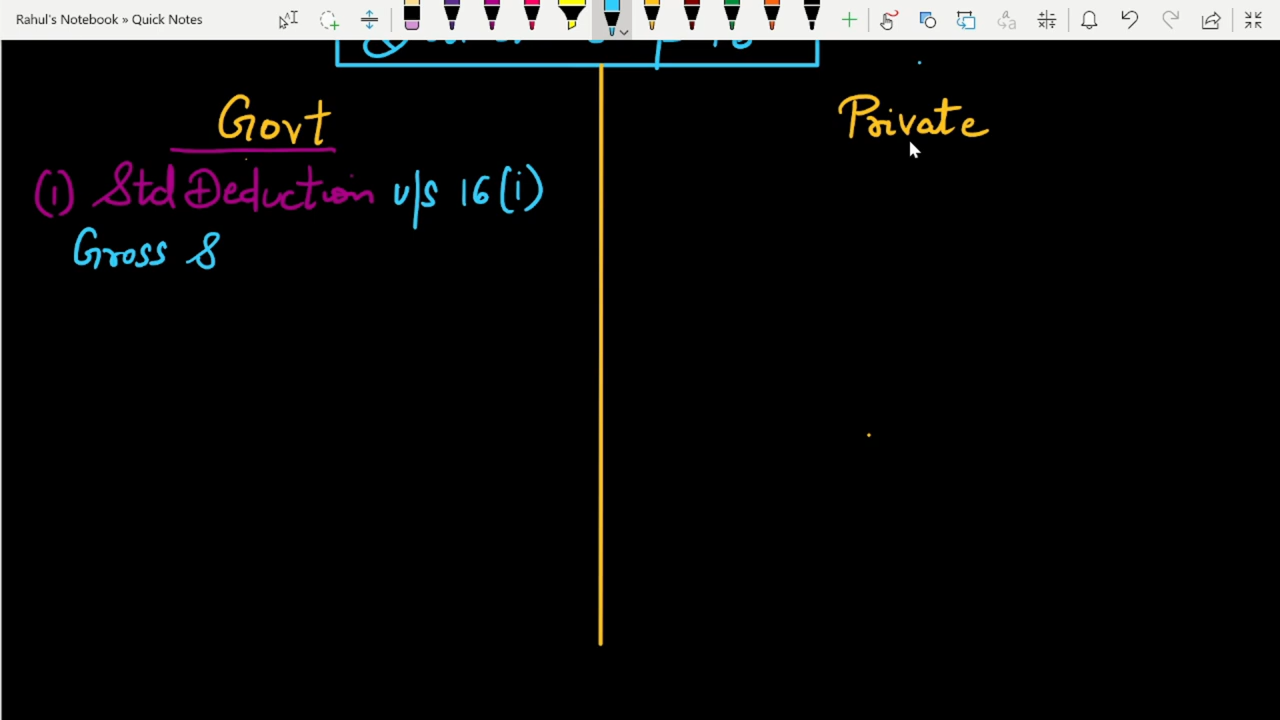 Rahul's Notebook » Quick Notes
Govt
(1) Std Deduction u/s 16(i)
Gross S
Private